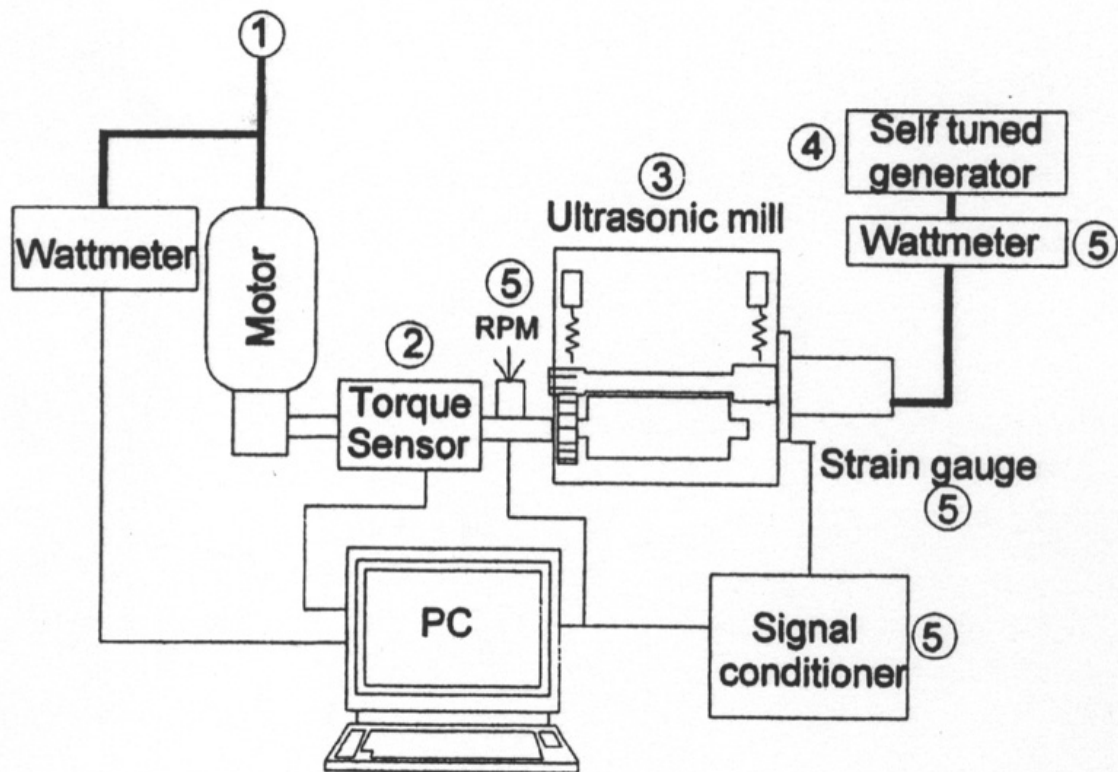 ①
④
Self tuned
generator
③
Ultrasonic mill
Wattmeter
Motor
Wattmeter ⑤
⑤
RPM
②
Torque
Sensor
Strain gauge
⑤
PC
Signal
conditioner
⑤